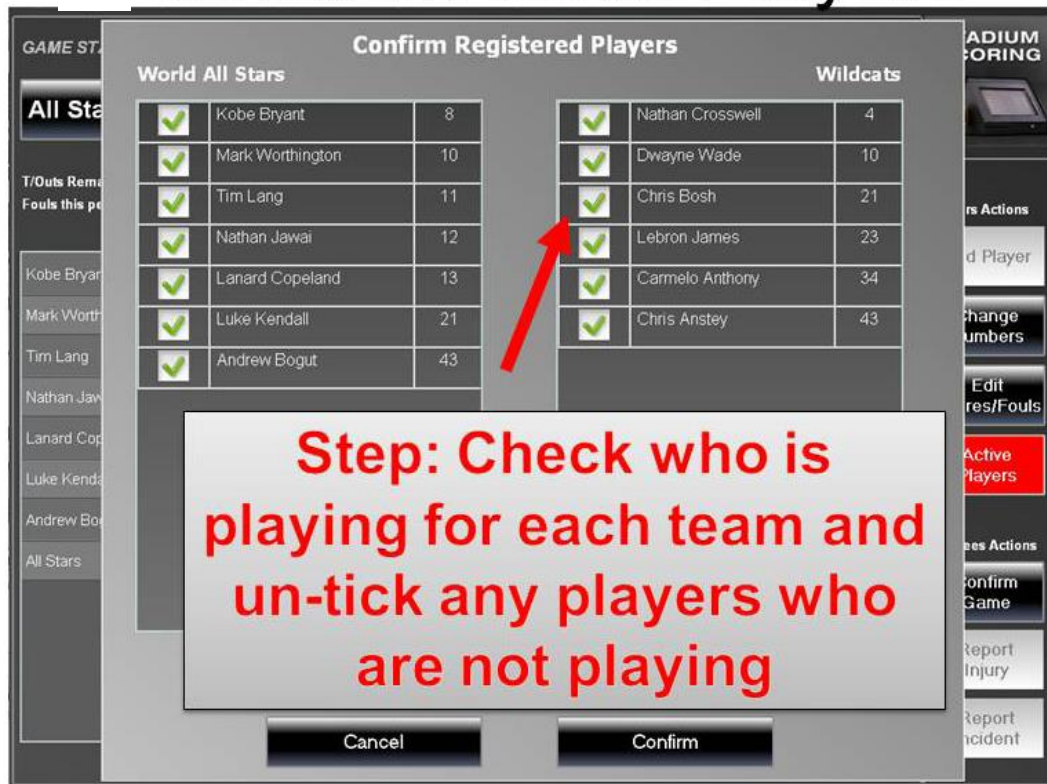 GAME ST
Confirm Registered Players
World All Stars
Wildcats
ADIUM
CORING
All Sta
Kobe Bryant 8
Mark Worthington 10
Tim Lang 11
Nathan Jawai 12
Lanard Copeland 13
Luke Kendall 21
Andrew Bogut 43
Nathan Crosswell 4
Dwayne Wade 10
Chris Bosh 21
Lebron James 23
Carmelo Anthony 34
Chris Anstey 43
T/Outs Rema
Fouls this pe
Kobe Bryar
Mark Worth
Tim Lang
Nathan Jaw
Lanard Cop
Luke Kenda
Andrew Bo
All Stars
rs Actions
d Player
Change
umbers
Edit
res/Fouls
Active
Players
ees Actions
Confirm
Game
Report
Injury
Report
ncident
Step: Check who is
playing for each team and
un-tick any players who
are not playing
Cancel
Confirm